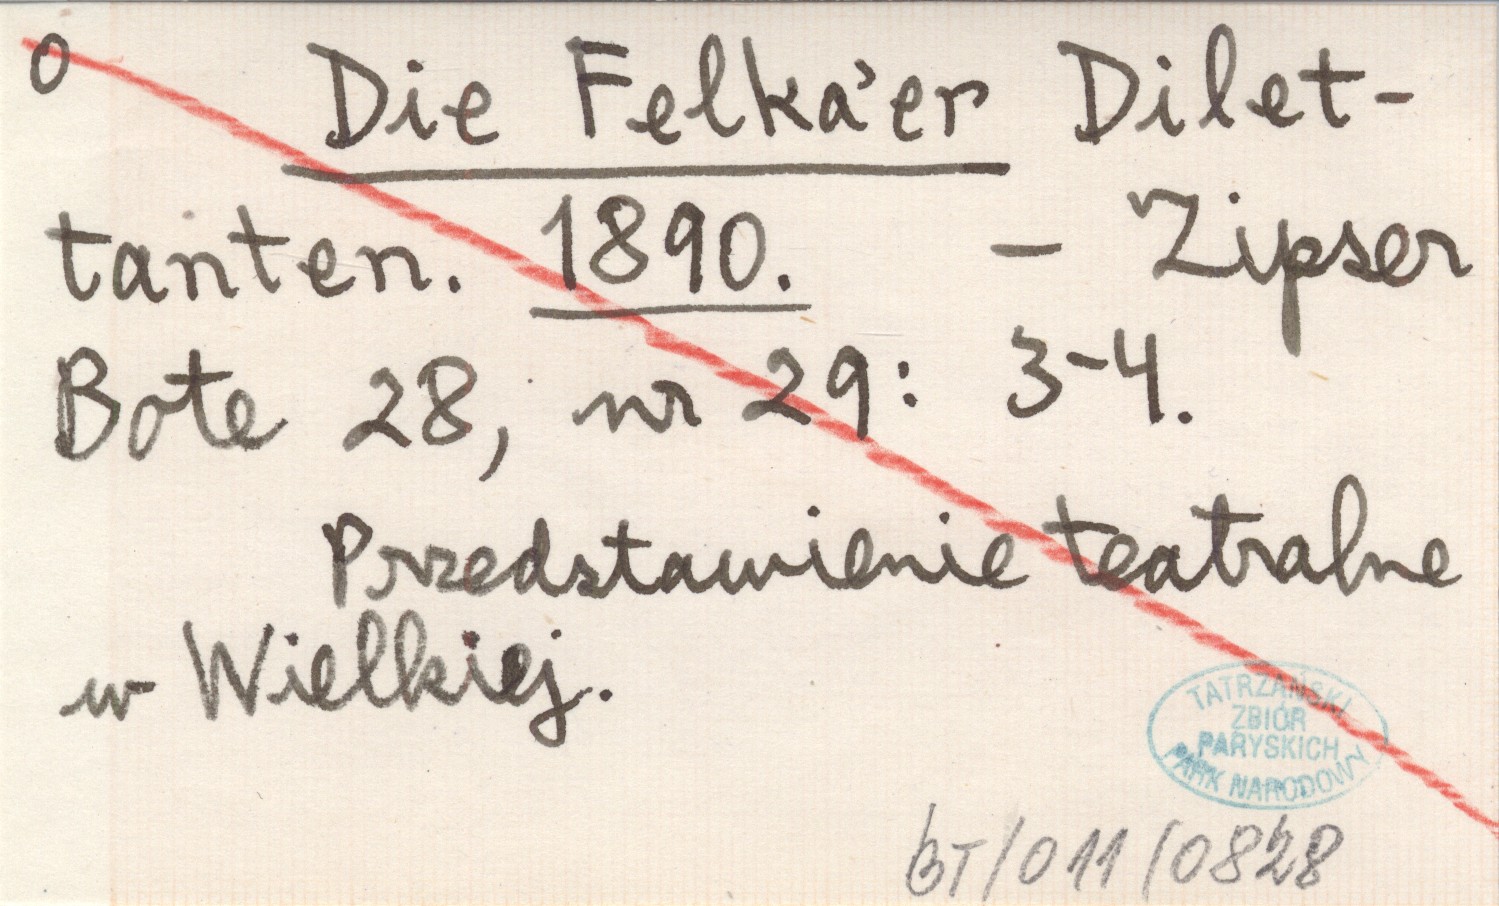 o Die Felka'er Dilet-
tanten. 1890. – Zipser
Bote 28, nr 29: 3-4.
Przedstawienie teatralne
w Wielkiej.
TATRZAŃSKI
ZBIÓR
PARYSKICH
PARK NARODOWY
BT/011/0828